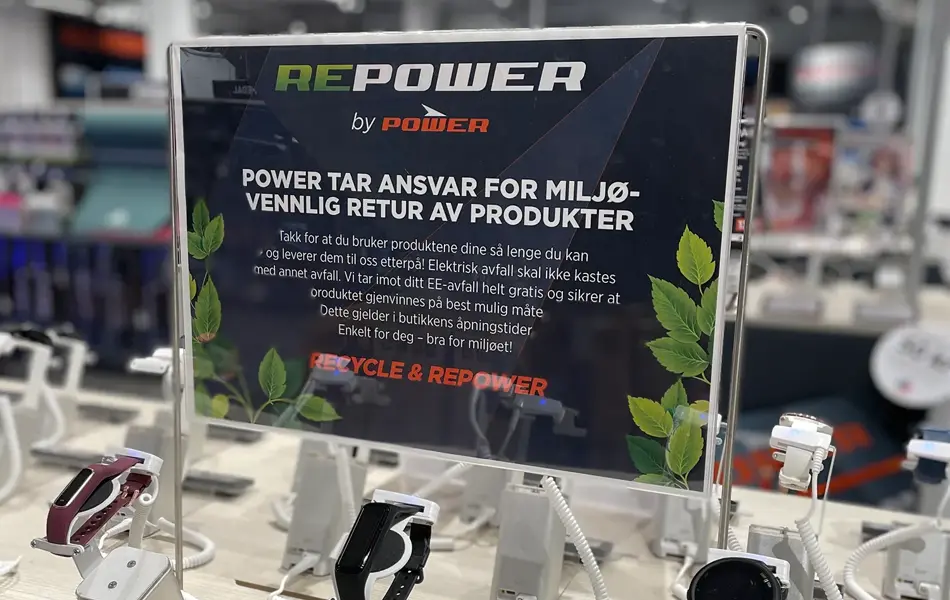 REPOWER
by POWER
POWER TAR ANSVAR FOR MILJØ-
VENNLIG RETUR AV PRODUKTER
Takk for at du bruker produktene dine så lenge du kan
og leverer dem til oss etterpå! Elektrisk avfall skal ikke kastes
med annet avfall. Vi tar imot ditt EE-avfall helt gratis og sikrer at
produktet gjenvinnes på best mulig måte
Dette gjelder i butikkens åpningstider
Enkelt for deg – bra for miljøet!
RECYCLE & REPOWER